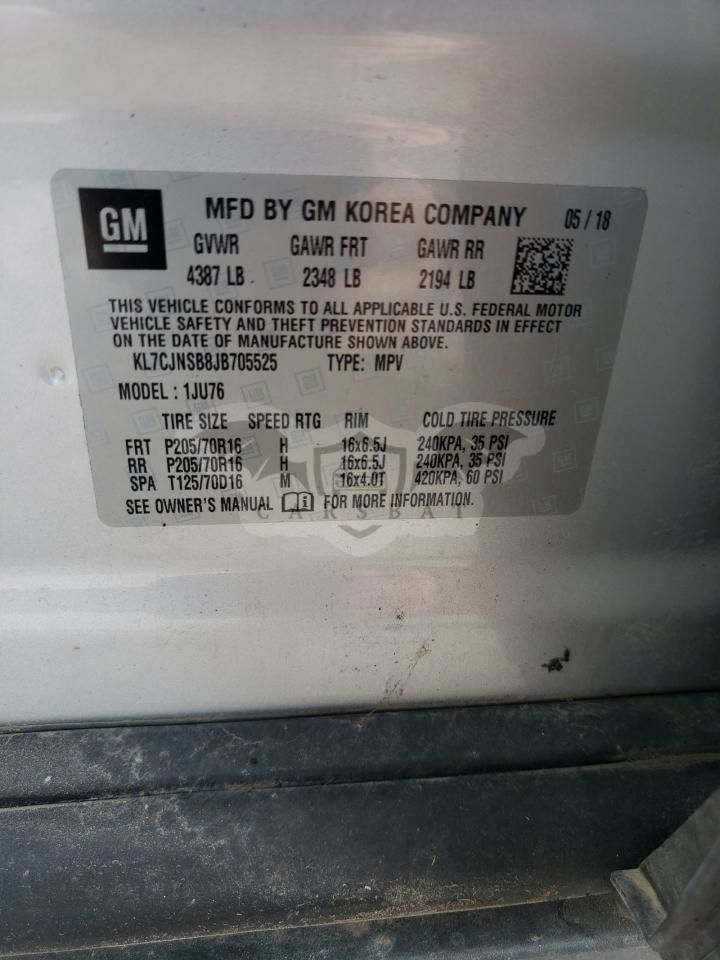 GM
MFD BY GM KOREA COMPANY 05 / 18
GVWR GAWR FRT GAWR RR
4387 LB 2348 LB 2194 LB
THIS VEHICLE CONFORMS TO ALL APPLICABLE U.S. FEDERAL MOTOR
VEHICLE SAFETY AND THEFT PREVENTION STANDARDS IN EFFECT
ON THE DATE OF MANUFACTURE SHOWN ABOVE.
KL7CJNSB8JB705525 TYPE: MPV
MODEL : 1JU76
TIRE SIZE SPEED RTG RIM COLD TIRE PRESSURE
FRT P205/70R16 H 16x6.5J 240KPA, 35 PSI
RR P205/70R16 H 16x6.5J 240KPA, 35 PSI
SPA T125/70D16 M 16x4.0T 420KPA, 60 PSI
SEE OWNER'S MANUAL FOR MORE INFORMATION.
CARSBAT